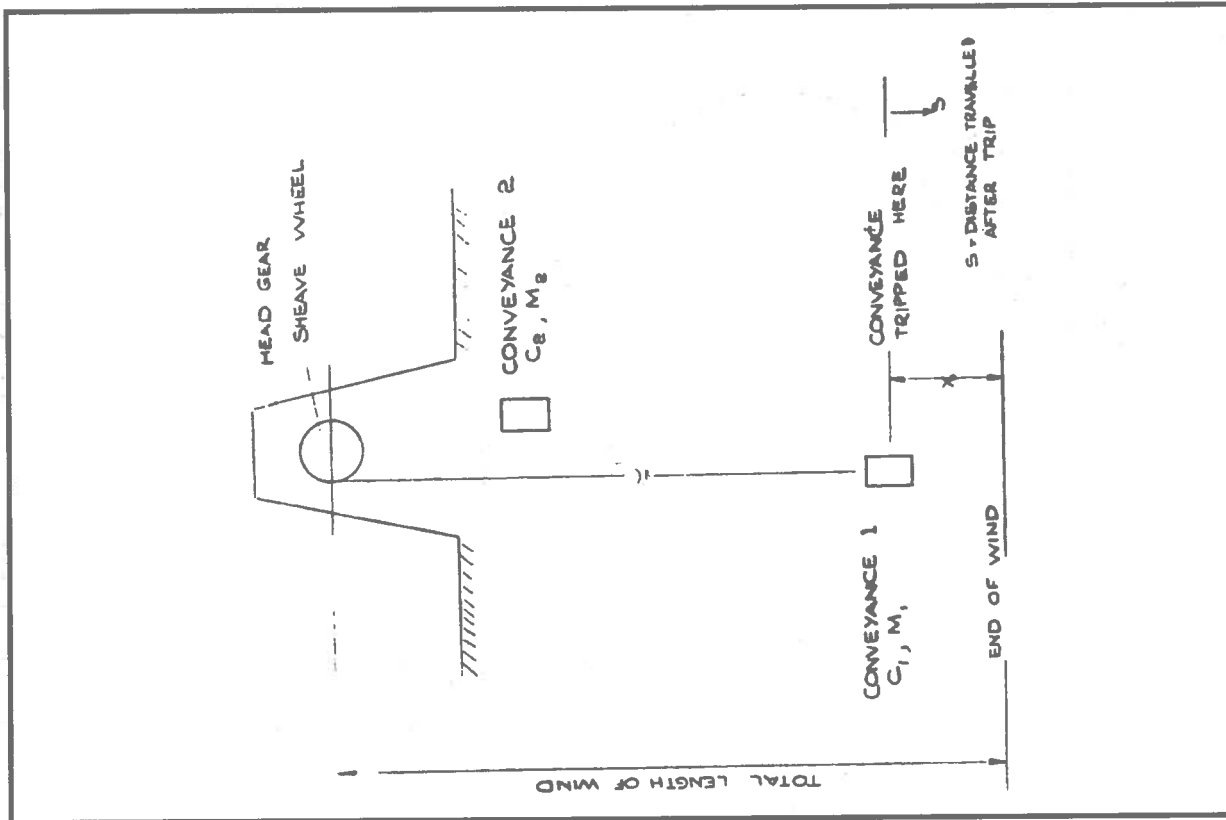 HEAD GEAR
SHEAVE WHEEL
CONVEYANCE 2
C2, M2
CONVEYANCE
TRIPPED HERE
S
S = DISTANCE TRAVELLED
AFTER TRIP
X
CONVEYANCE 1
C1, M1
END OF WIND
TOTAL LENGTH OF WIND